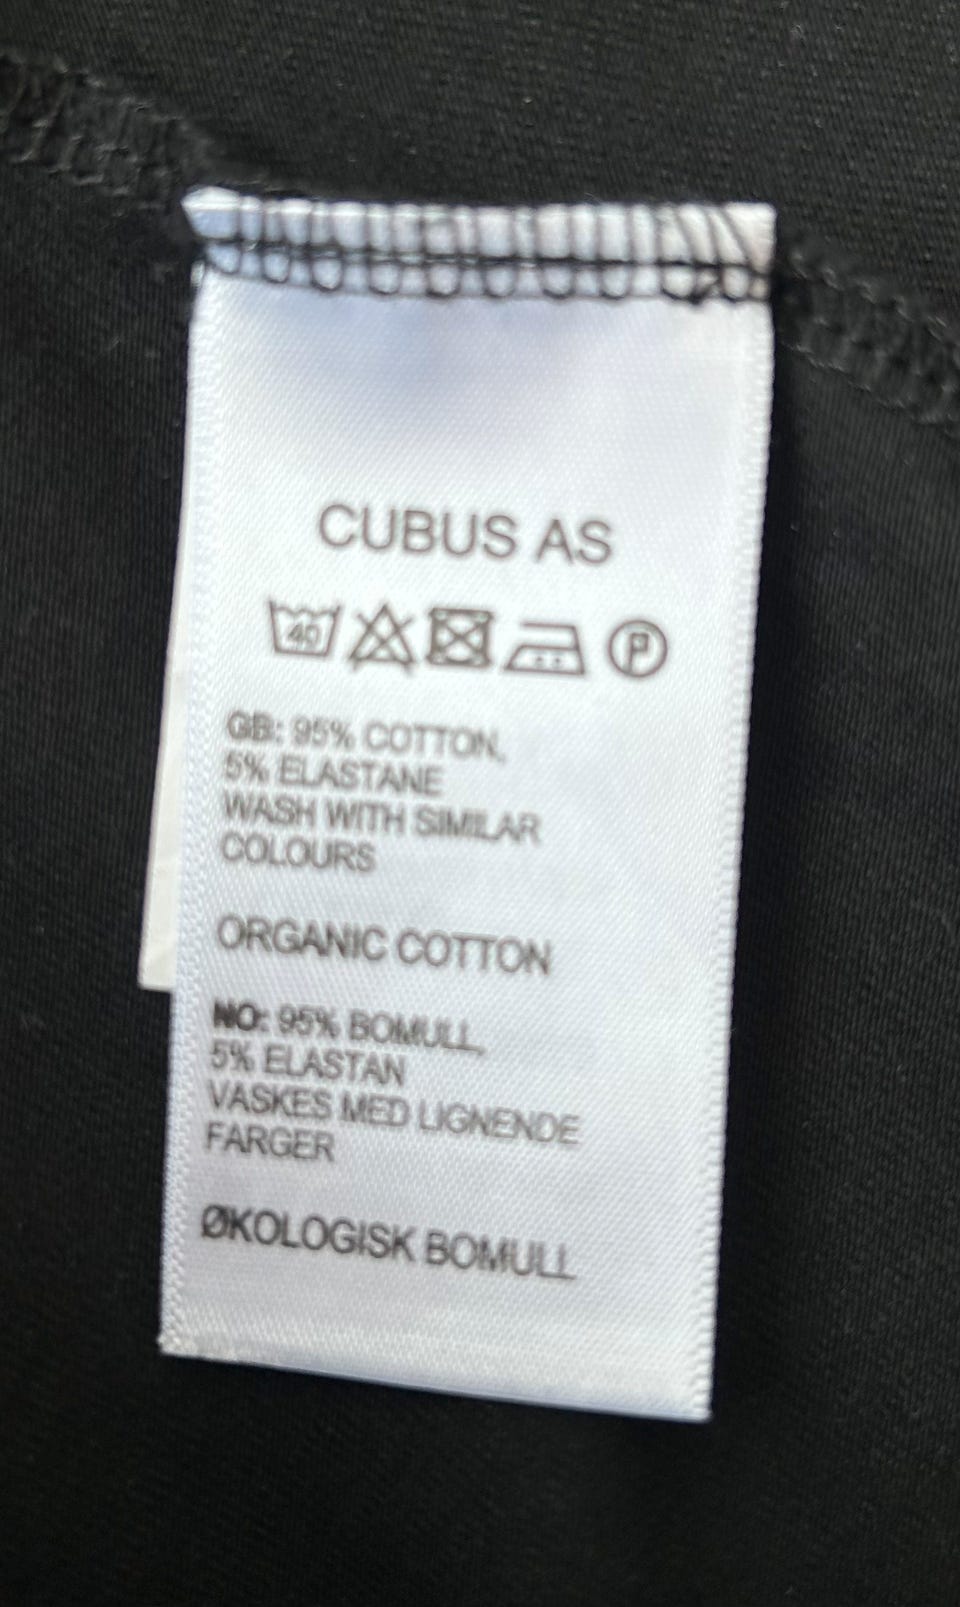 CUBUS AS
40 P
GB: 95% COTTON,
5% ELASTANE
WASH WITH SIMILAR
COLOURS
ORGANIC COTTON
NO: 95% BOMULL,
5% ELASTAN
VASKES MED LIGNENDE
FARGER
ØKOLOGISK BOMULL